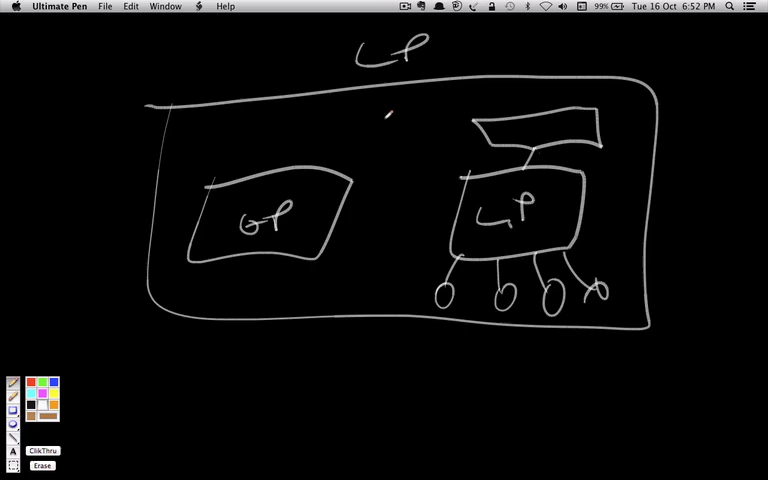 Ultimate Pen File Edit Window Help 99% Tue 16 Oct 6:52 PM
LP
GP
LP
A
ClikThru
Erase